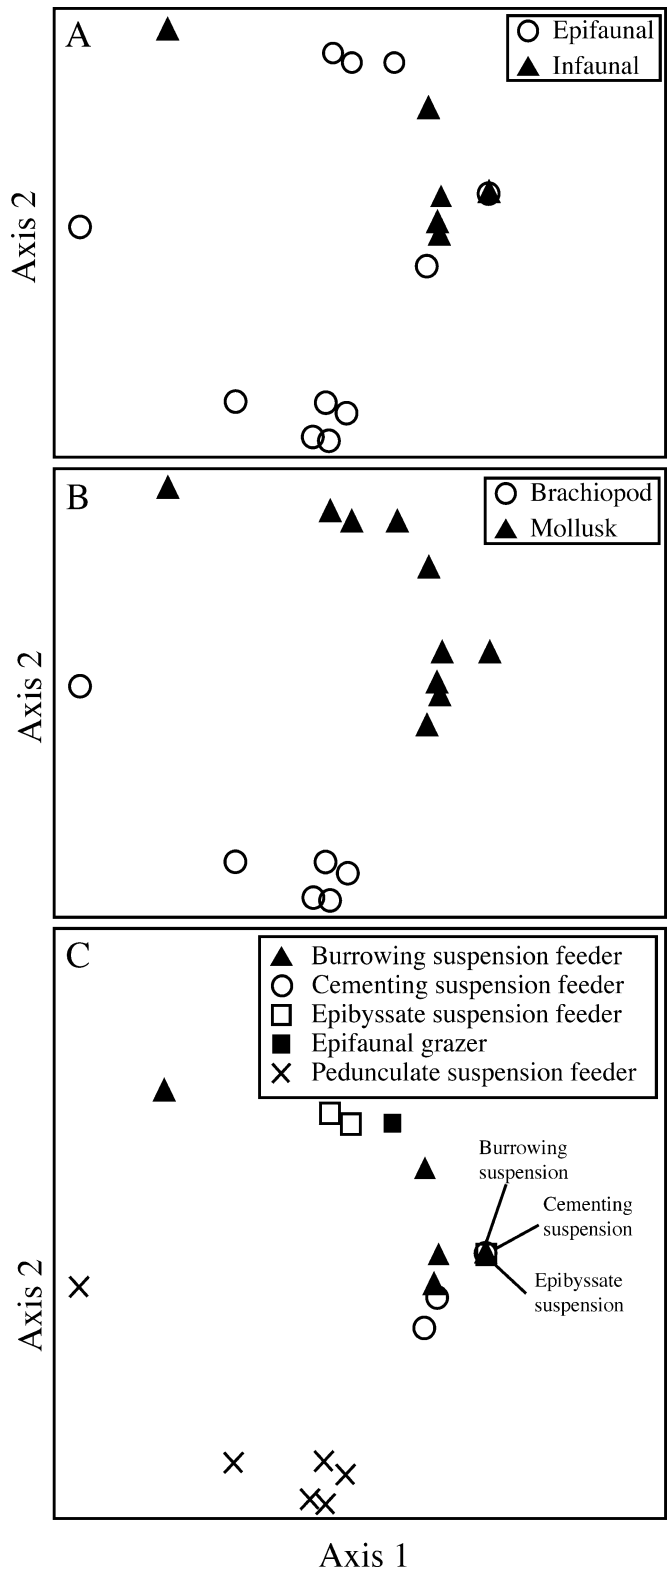 A
Epifaunal
Infaunal
Axis 2
B
Brachiopod
Mollusk
Axis 2
C
Burrowing suspension feeder
Cementing suspension feeder
Epibyssate suspension feeder
Epifaunal grazer
Pedunculate suspension feeder
Burrowing
suspension
Cementing
suspension
Epibyssate
suspension
Axis 2
Axis 1